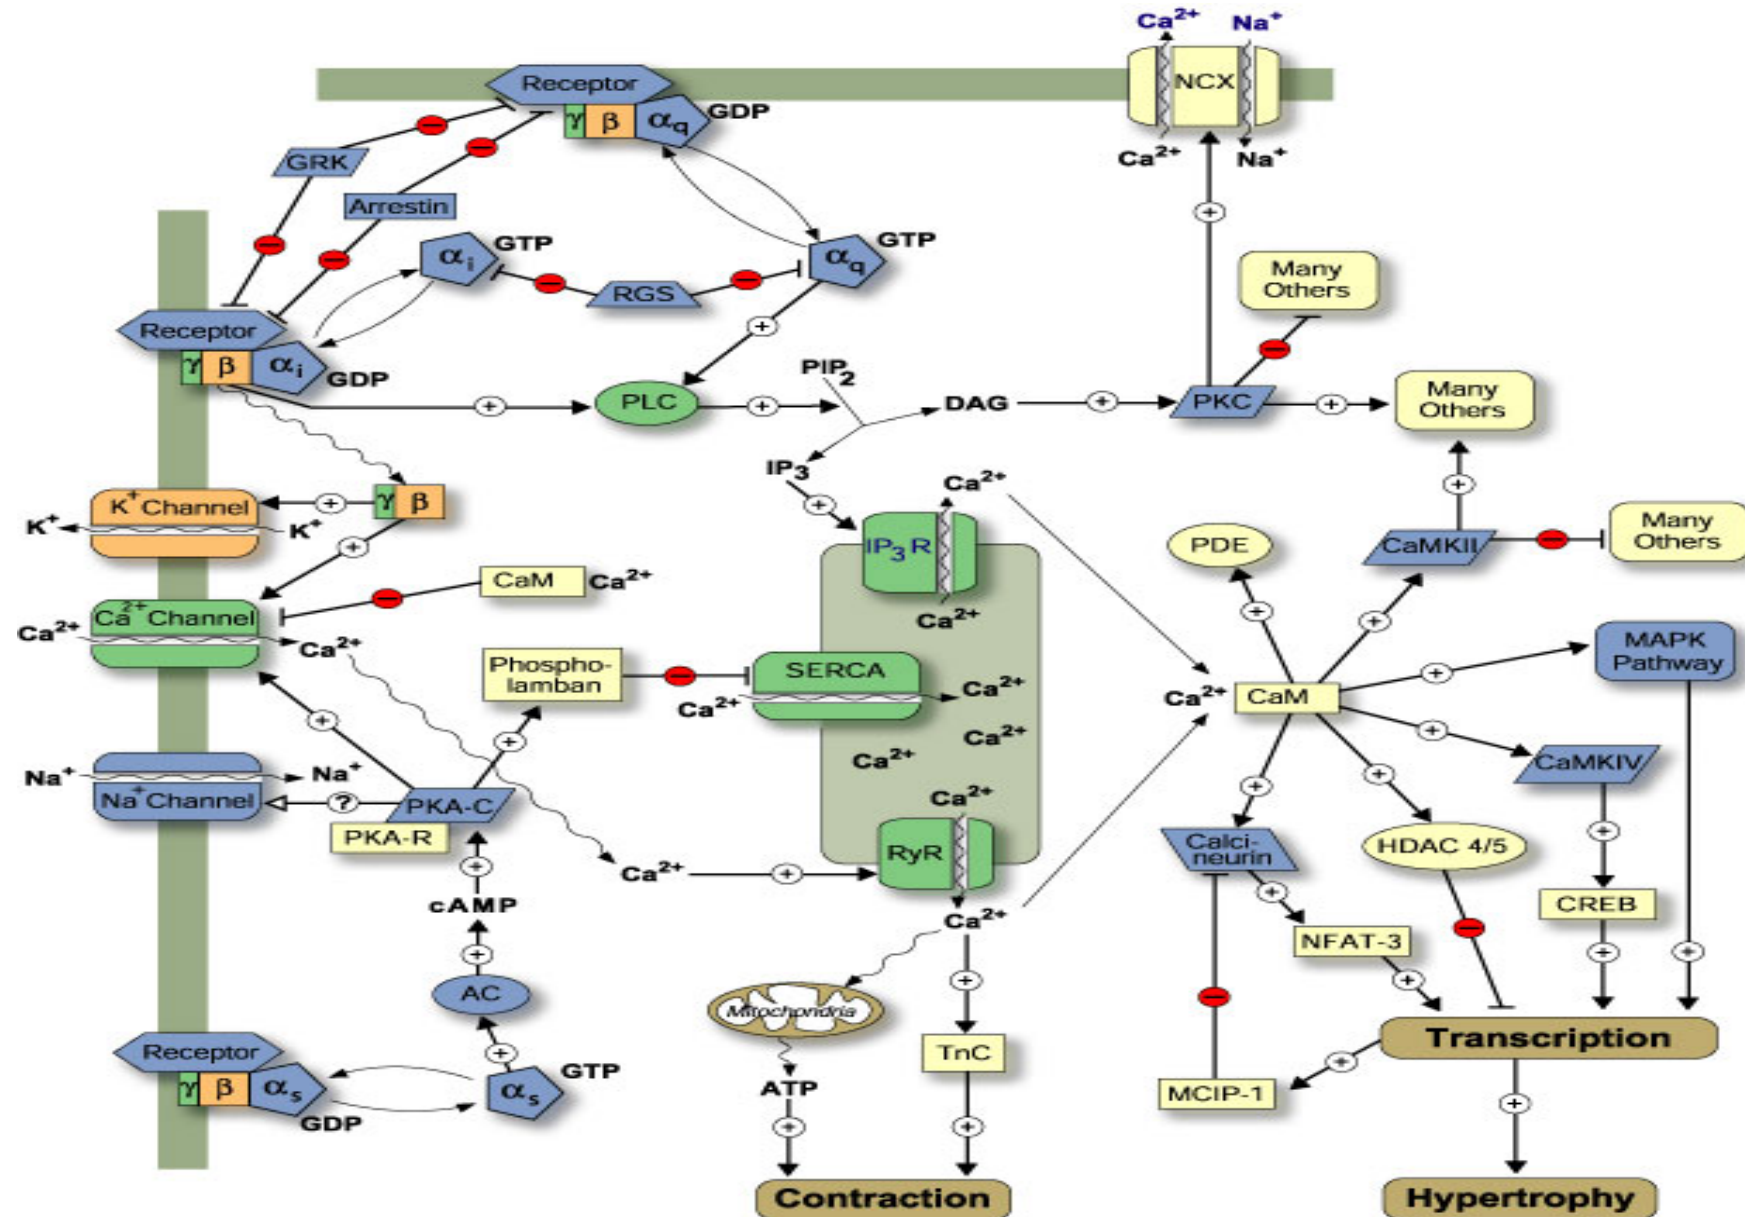 Ca²⁺ Na⁺
NCX
Ca²⁺ Na⁺
Receptor
γ β αq GDP
GRK
Arrestin
αi GTP
RGS
αq GTP
Many
Others
Receptor
γ β αi GDP
PLC
PIP₂
DAG
PKC
Many
Others
IP₃
Ca²⁺
K⁺ Channel
K⁺ K⁺
γ β
IP₃R
Ca²⁺
PDE
CaMKII
Many
Others
CaM Ca²⁺
Ca²⁺ Channel
Ca²⁺ Ca²⁺
Phospho-
lamban
SERCA
Ca²⁺ Ca²⁺
Ca²⁺
Ca²⁺
Ca²⁺ CaM
MAPK
Pathway
CaMKIV
Na⁺ Na⁺
Na⁺ Channel
?
PKA-C
PKA-R
Ca²⁺
RyR
Ca²⁺
Ca²⁺
Calci-
neurin
HDAC 4/5
CREB
NFAT-3
cAMP
AC
Mitochondria
TnC
ATP
Receptor
γ β αs
GDP
αs GTP
Transcription
MCIP-1
Contraction
Hypertrophy